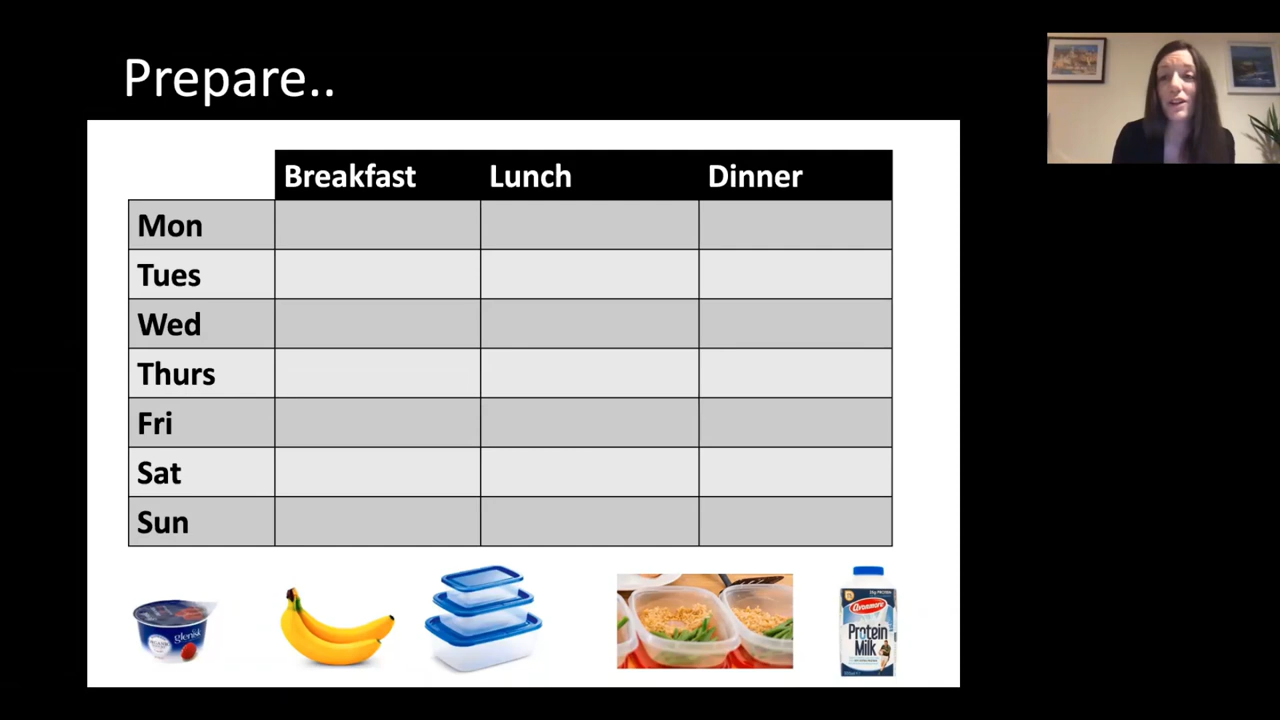 Prepare..
Breakfast Lunch Dinner
Mon
Tues
Wed
Thurs
Fri
Sat
Sun
glenisk
avonmore
Protein
Milk